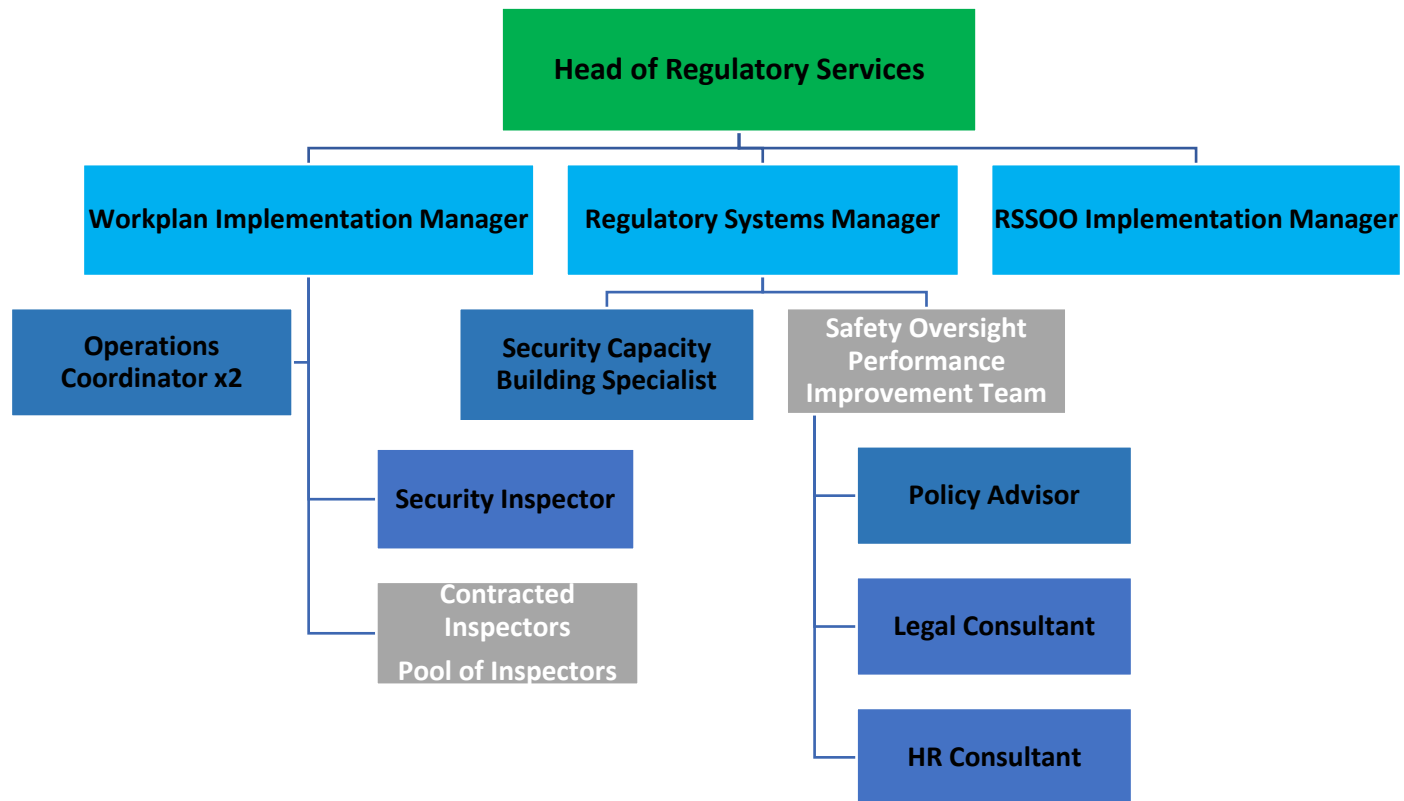 Head of Regulatory Services
Workplan Implementation Manager
Regulatory Systems Manager
RSSOO Implementation Manager
Operations
Coordinator x2
Security Capacity
Building Specialist
Safety Oversight
Performance
Improvement Team
Security Inspector
Policy Advisor
Contracted
Inspectors
Pool of Inspectors
Legal Consultant
HR Consultant